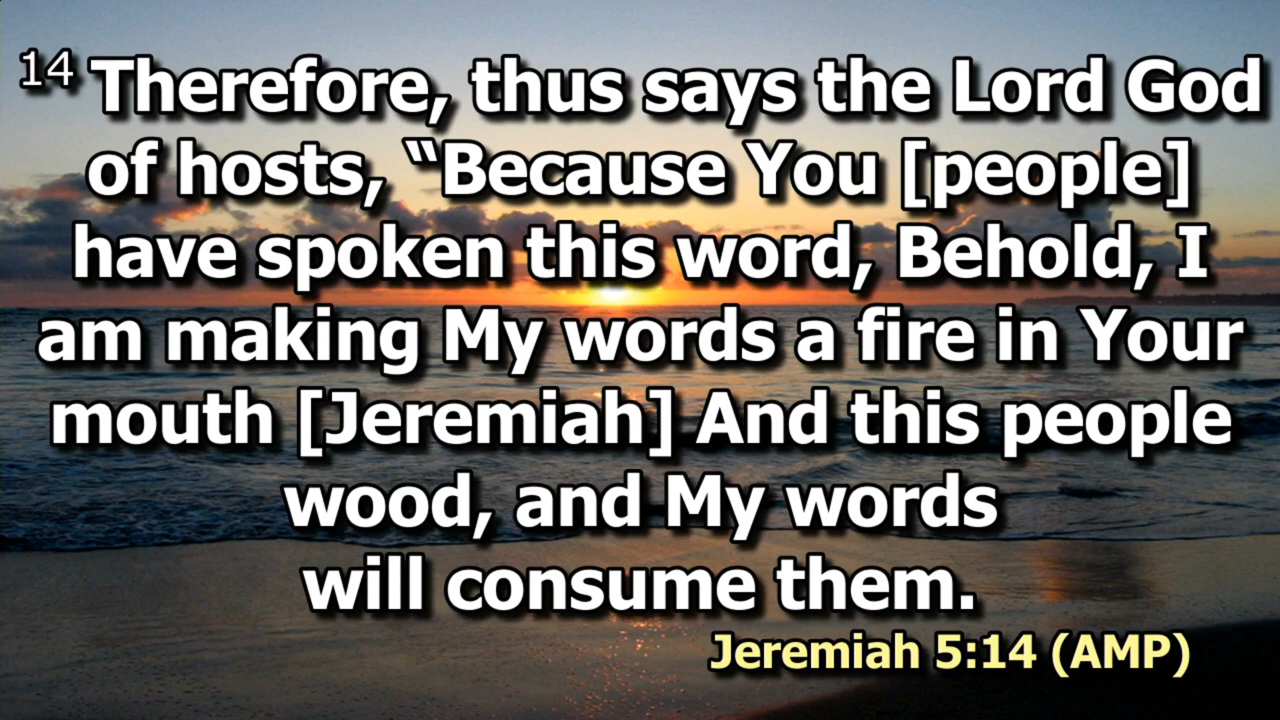 14 Therefore, thus says the Lord God
of hosts, “Because You [people]
have spoken this word, Behold, I
am making My words a fire in Your
mouth [Jeremiah] And this people
wood, and My words
will consume them.
Jeremiah 5:14 (AMP)